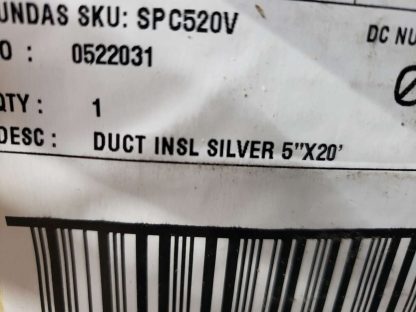 UNDAS SKU: SPC520V
DC NU
O : 0522031
QTY : 1
DESC : DUCT INSL SILVER 5"X20'